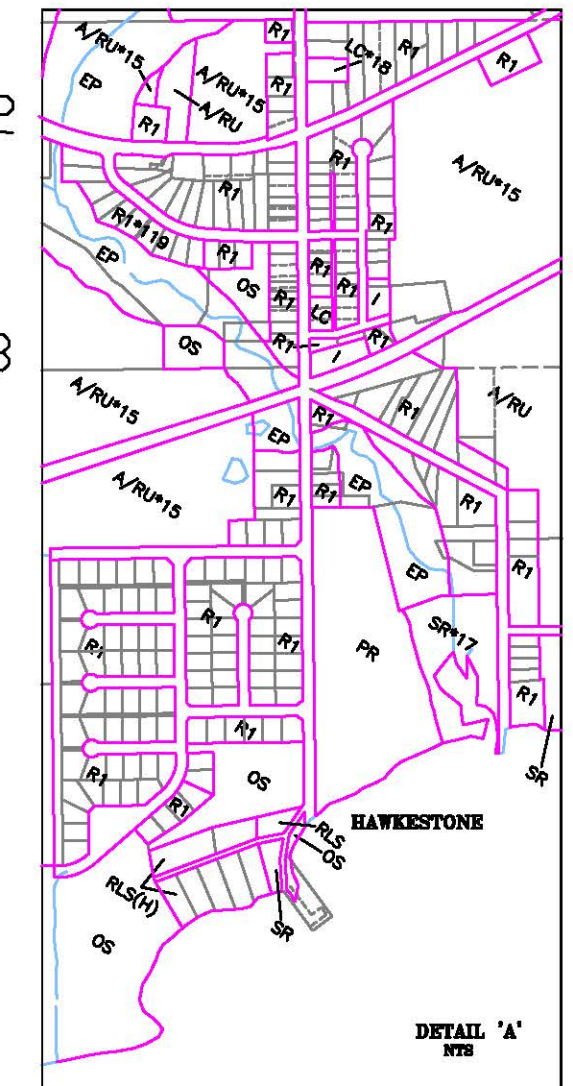 R1
A/RU*15
LC*18
R1
R1
EP
A/RU*15
R1
A/RU
R1
R1
A/RU*15
R1
R1*119
R1
R1
EP
OS
R1
R1
R1
I
LC
OS
R1
I
R1
A/RU*15
R1
R1
A/RU
EP
A/RU*15
R1
R1
EP
R1
R1
EP
R1
R1
SR*17
R1
R1
PR
R1
R1
SR
R1
OS
R1
RLS
HAWKESTONE
OS
RLS(H)
SR
OS
DETAIL 'A'
NTS